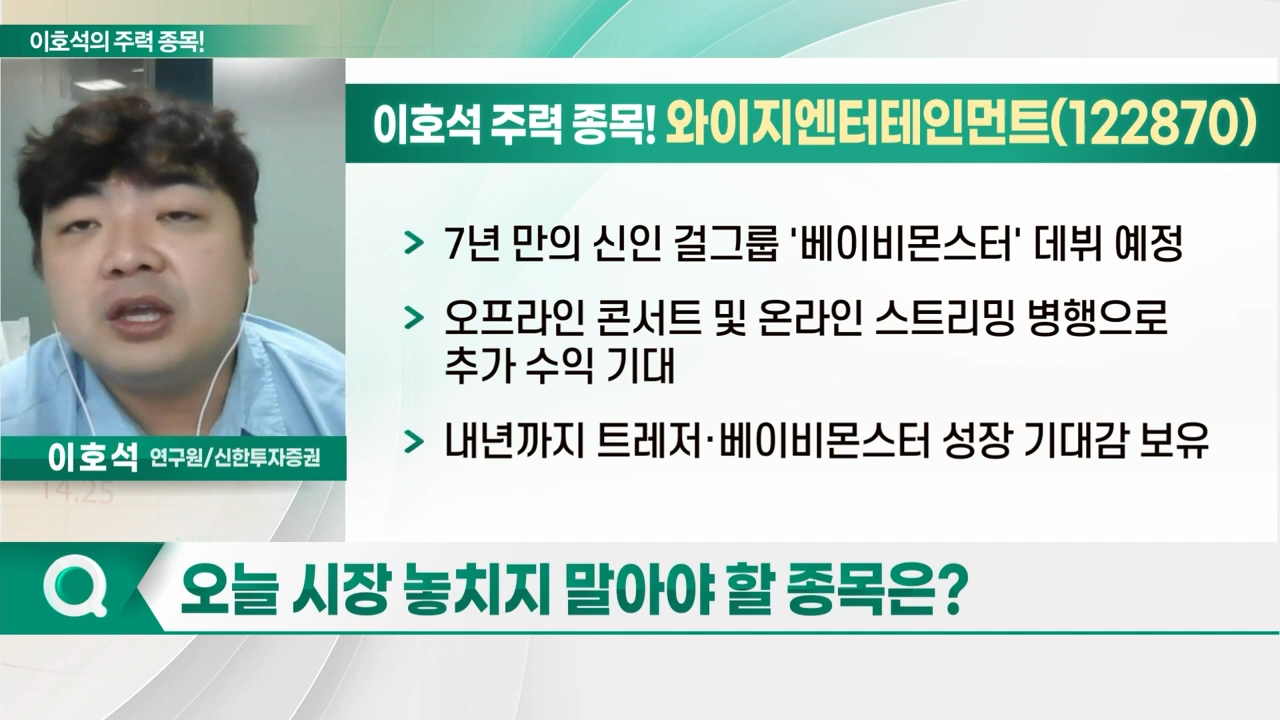 이호석의 주력 종목!
이호석 주력 종목! 와이지엔터테인먼트(122870)
7년 만의 신인 걸그룹 '베이비몬스터' 데뷔 예정
오프라인 콘서트 및 온라인 스트리밍 병행으로
추가 수익 기대
내년까지 트레저·베이비몬스터 성장 기대감 보유
이호석 연구원/신한투자증권
14.25
오늘 시장 놓치지 말아야 할 종목은?